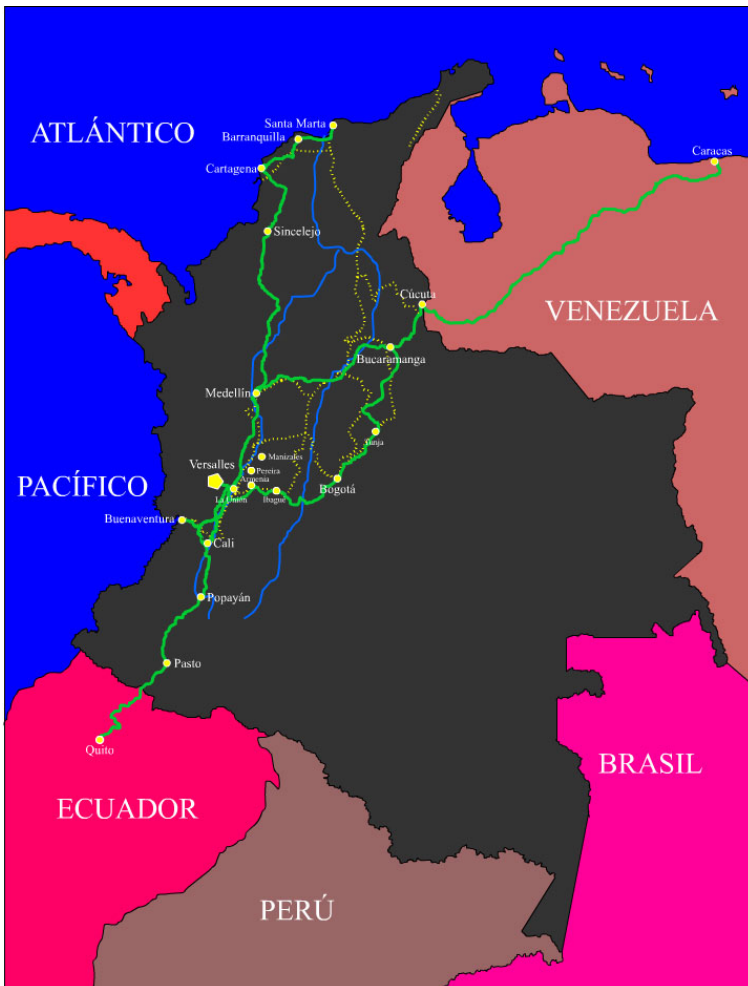 Santa Marta
ATLÁNTICO
Barranquilla
Caracas
Cartagena
Sincelejo
Cúcuta
VENEZUELA
Bucaramanga
Medellín
Tunja
Manizales
Versalles
Pereira
Armenia
PACÍFICO
Bogotá
La Unión
Ibagué
Buenaventura
Cali
Popayán
Pasto
Quito
BRASIL
ECUADOR
PERÚ